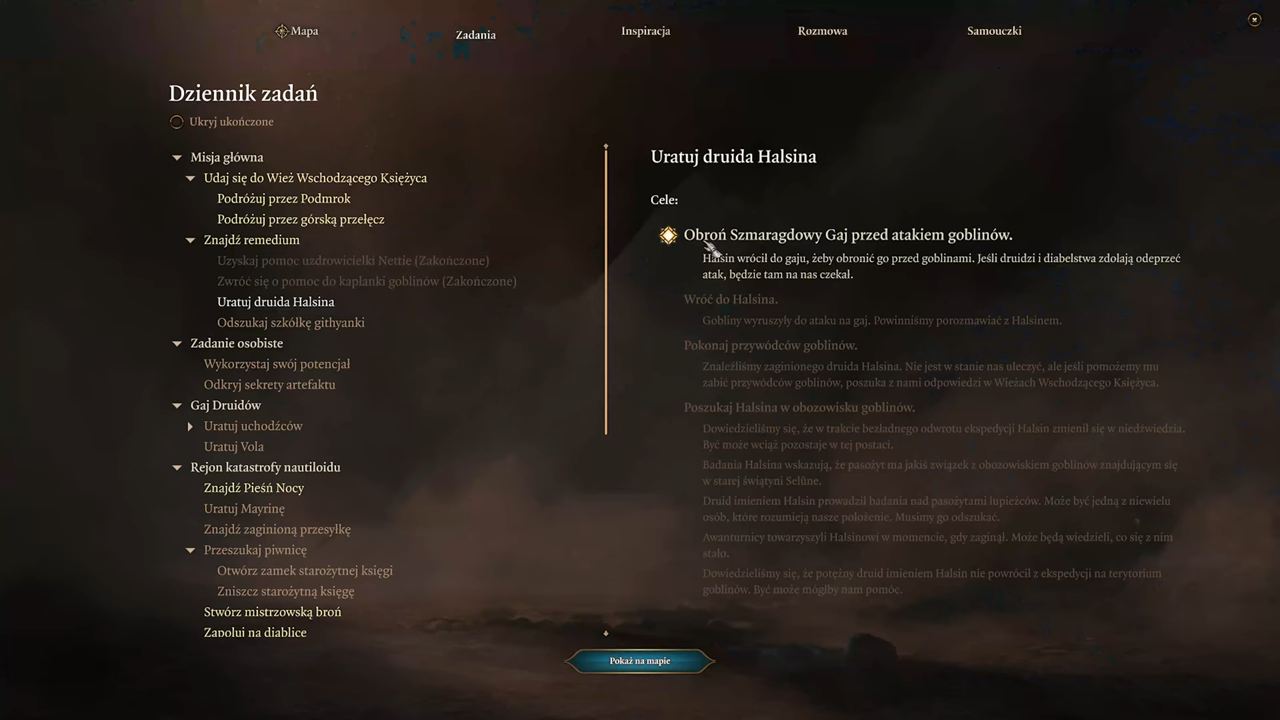 Mapa
Zadania
Inspiracja
Rozmowa
Samouczki
Dziennik zadań
Ukryj ukończone
Misja główna
Udaj się do Wież Wschodzącego Księżyca
Podróżuj przez Podmrok
Podróżuj przez górską przełęcz
Znajdź remedium
Uzyskaj pomoc uzdrowicielki Nettie (Zakończone)
Zwróć się o pomoc do kapłanki goblinów (Zakończone)
Uratuj druida Halsina
Odszukaj szkółkę githyanki
Zadanie osobiste
Wykorzystaj swój potencjał
Odkryj sekrety artefaktu
Gaj Druidów
Uratuj uchodźców
Uratuj Vola
Rejon katastrofy nautiloidu
Znajdź Pieśń Nocy
Uratuj Mayrinę
Znajdź zaginioną przesyłkę
Przeszukaj piwnicę
Otwórz zamek starożytnej księgi
Zniszcz starożytną księgę
Stwórz mistrzowską broń
Zapoluj na diablicę
Uratuj druida Halsina
Cele:
Obroń Szmaragdowy Gaj przed atakiem goblinów.
Halsin wrócił do gaju, żeby obronić go przed goblinami. Jeśli druidzi i diabelstwa zdołają odeprzeć
atak, będzie tam na nas czekał.
Wróć do Halsina.
Gobliny wyruszyły do ataku na gaj. Powinniśmy porozmawiać z Halsinem.
Pokonaj przywódców goblinów.
Znaleźliśmy zaginionego druida Halsina. Nie jest w stanie nas uleczyć, ale jeśli pomożemy mu
zabić przywódców goblinów, poszuka z nami odpowiedzi w Wieżach Wschodzącego Księżyca.
Poszukaj Halsina w obozowisku goblinów.
Dowiedzieliśmy się, że w trakcie bezładnego odwrotu ekspedycji Halsin zmienił się w niedźwiedzia.
Być może wciąż pozostaje w tej postaci.
Badania Halsina wskazują, że pasożyt ma jakiś związek z obozowiskiem goblinów znajdującym się
w starej świątyni Selûne.
Druid imieniem Halsin prowadził badania nad pasożytami łupieżców. Może być jedną z niewielu
osób, które rozumieją nasze położenie. Musimy go odszukać.
Awanturnicy towarzyszyli Halsinowi w momencie, gdy zaginął. Może będą wiedzieli, co się z nim
stało.
Dowiedzieliśmy się, że potężny druid imieniem Halsin nie powrócił z ekspedycji na terytorium
goblinów. Być może mógłby nam pomóc.
Pokaż na mapie